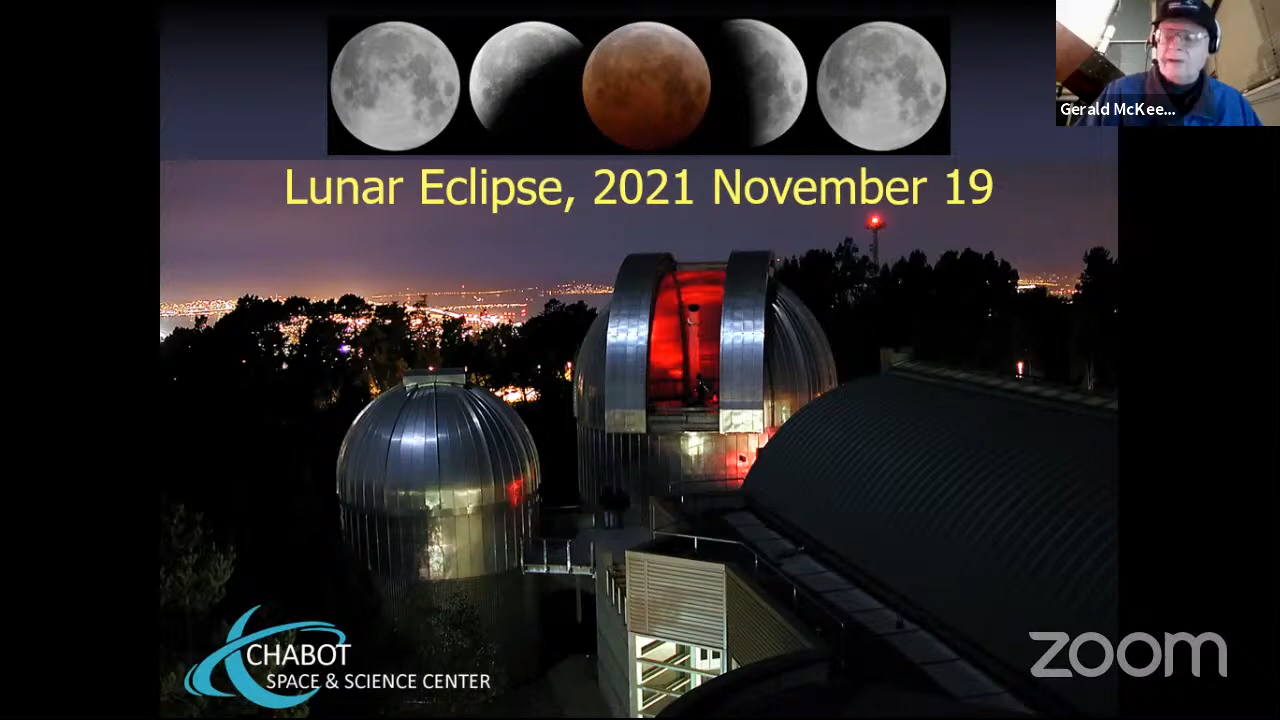 Gerald McKee...
Lunar Eclipse, 2021 November 19
CHABOT
SPACE & SCIENCE CENTER
zoom